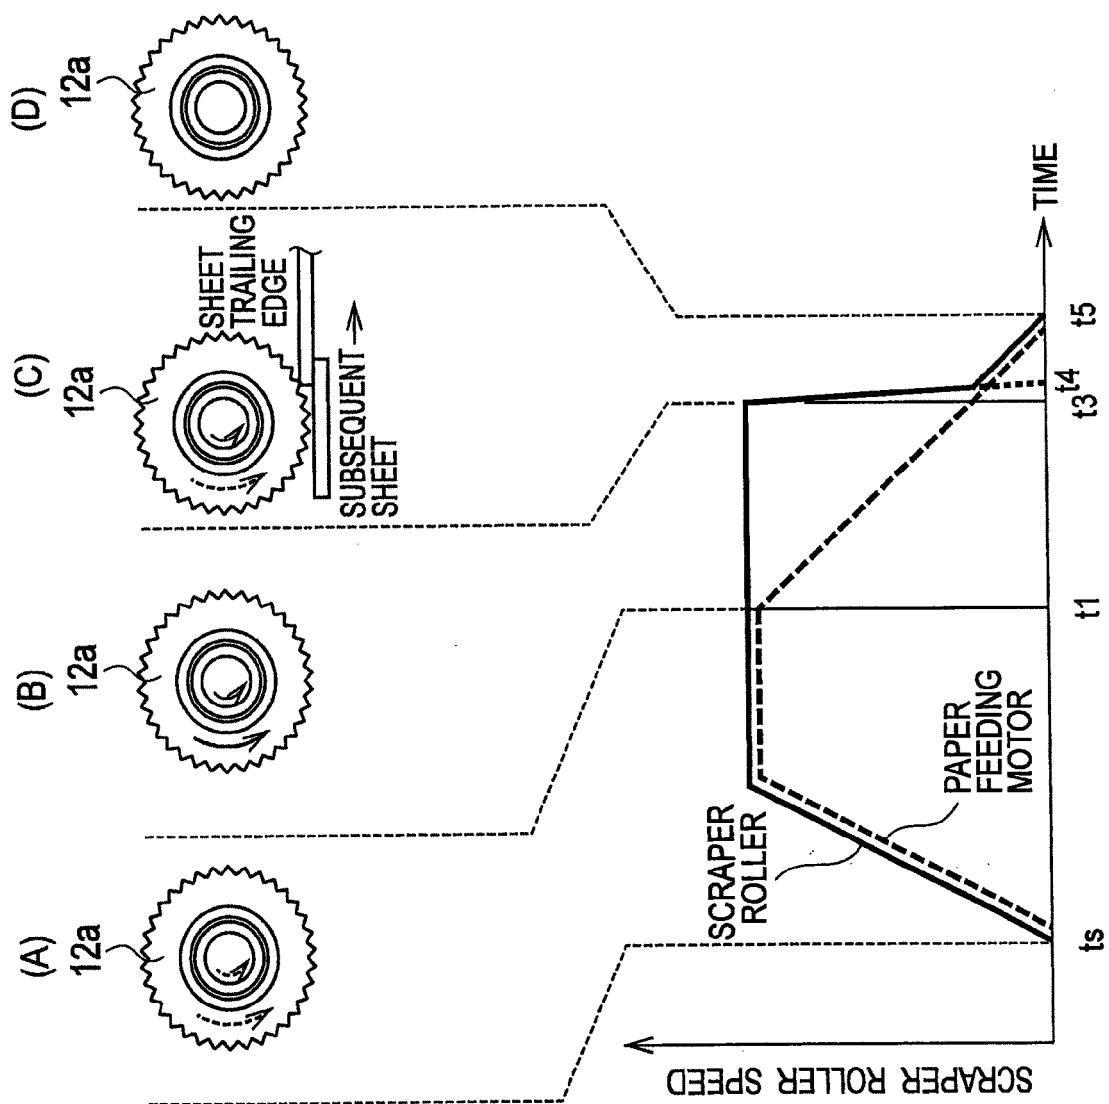 (A)
12a
(B)
12a
(C)
12a
SHEET
TRAILING
EDGE
SUBSEQUENT
SHEET
(D)
12a
SCRAPER ROLLER SPEED
SCRAPER
ROLLER
PAPER
FEEDING
MOTOR
ts
t1
t3
t4
t5
TIME